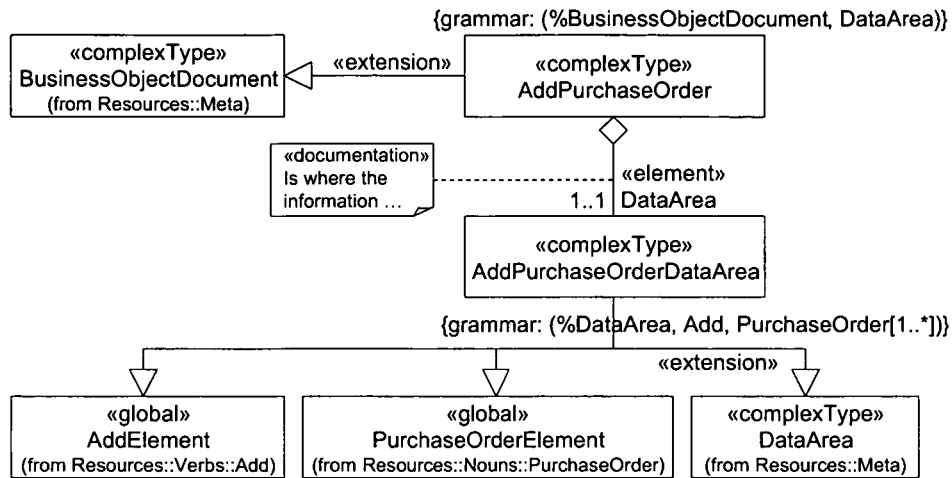 {grammar: (%BusinessObjectDocument, DataArea)}
«complexType»
BusinessObjectDocument
(from Resources::Meta)
«extension»
«complexType»
AddPurchaseOrder
«documentation»
Is where the
information ...
«element»
1..1 DataArea
«complexType»
AddPurchaseOrderDataArea
{grammar: (%DataArea, Add, PurchaseOrder[1..*])}
«extension»
«global»
AddElement
(from Resources::Verbs::Add)
«global»
PurchaseOrderElement
(from Resources::Nouns::PurchaseOrder)
«complexType»
DataArea
(from Resources::Meta)